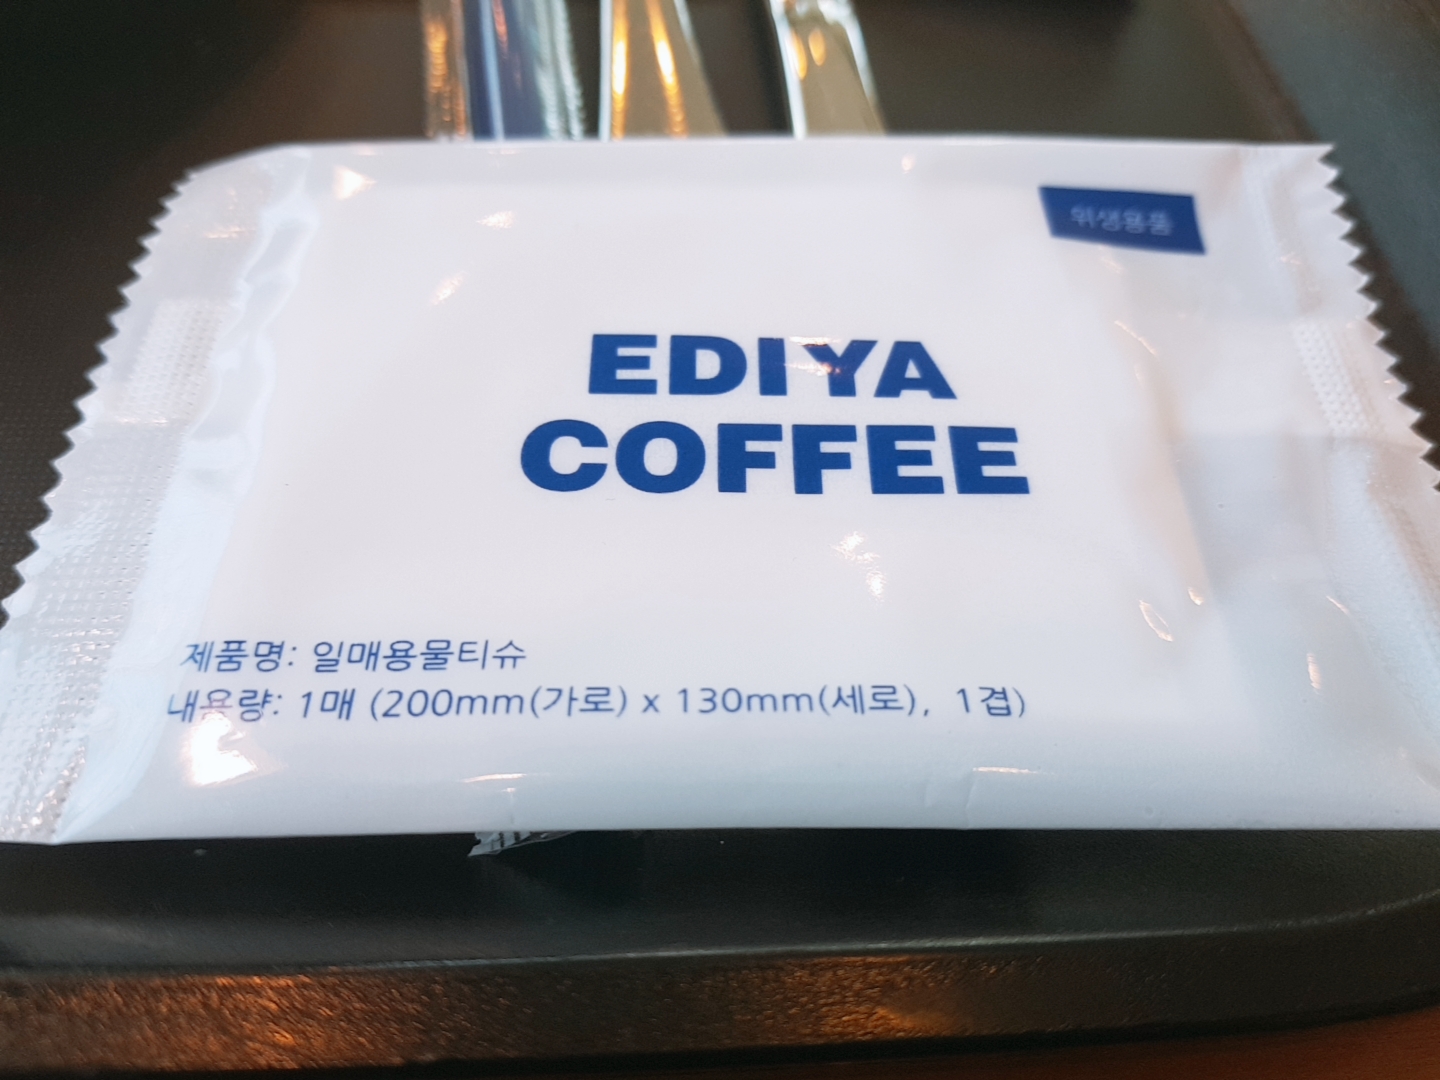 위생용품
EDIYA
COFFEE
제품명: 일매용물티슈
내용량: 1매 (200mm(가로) x 130mm(세로), 1겹)